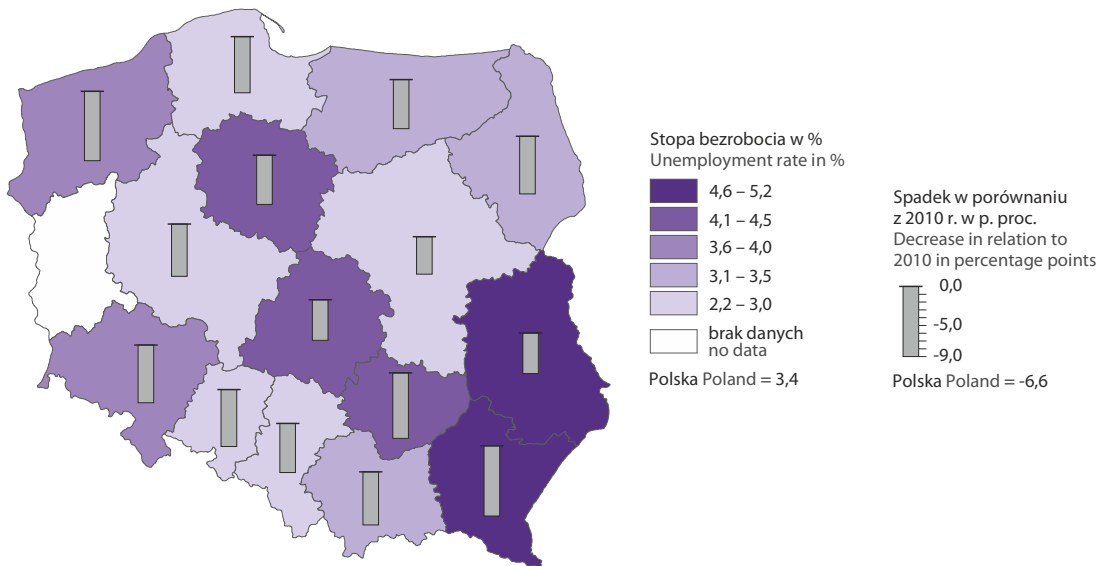 Stopa bezrobocia w %
Unemployment rate in %
4,6 – 5,2
4,1 – 4,5
3,6 – 4,0
3,1 – 3,5
2,2 – 3,0
brak danych
no data
Polska Poland = 3,4
Spadek w porównaniu
z 2010 r. w p. proc.
Decrease in relation to
2010 in percentage points
0,0
-5,0
-9,0
Polska Poland = -6,6